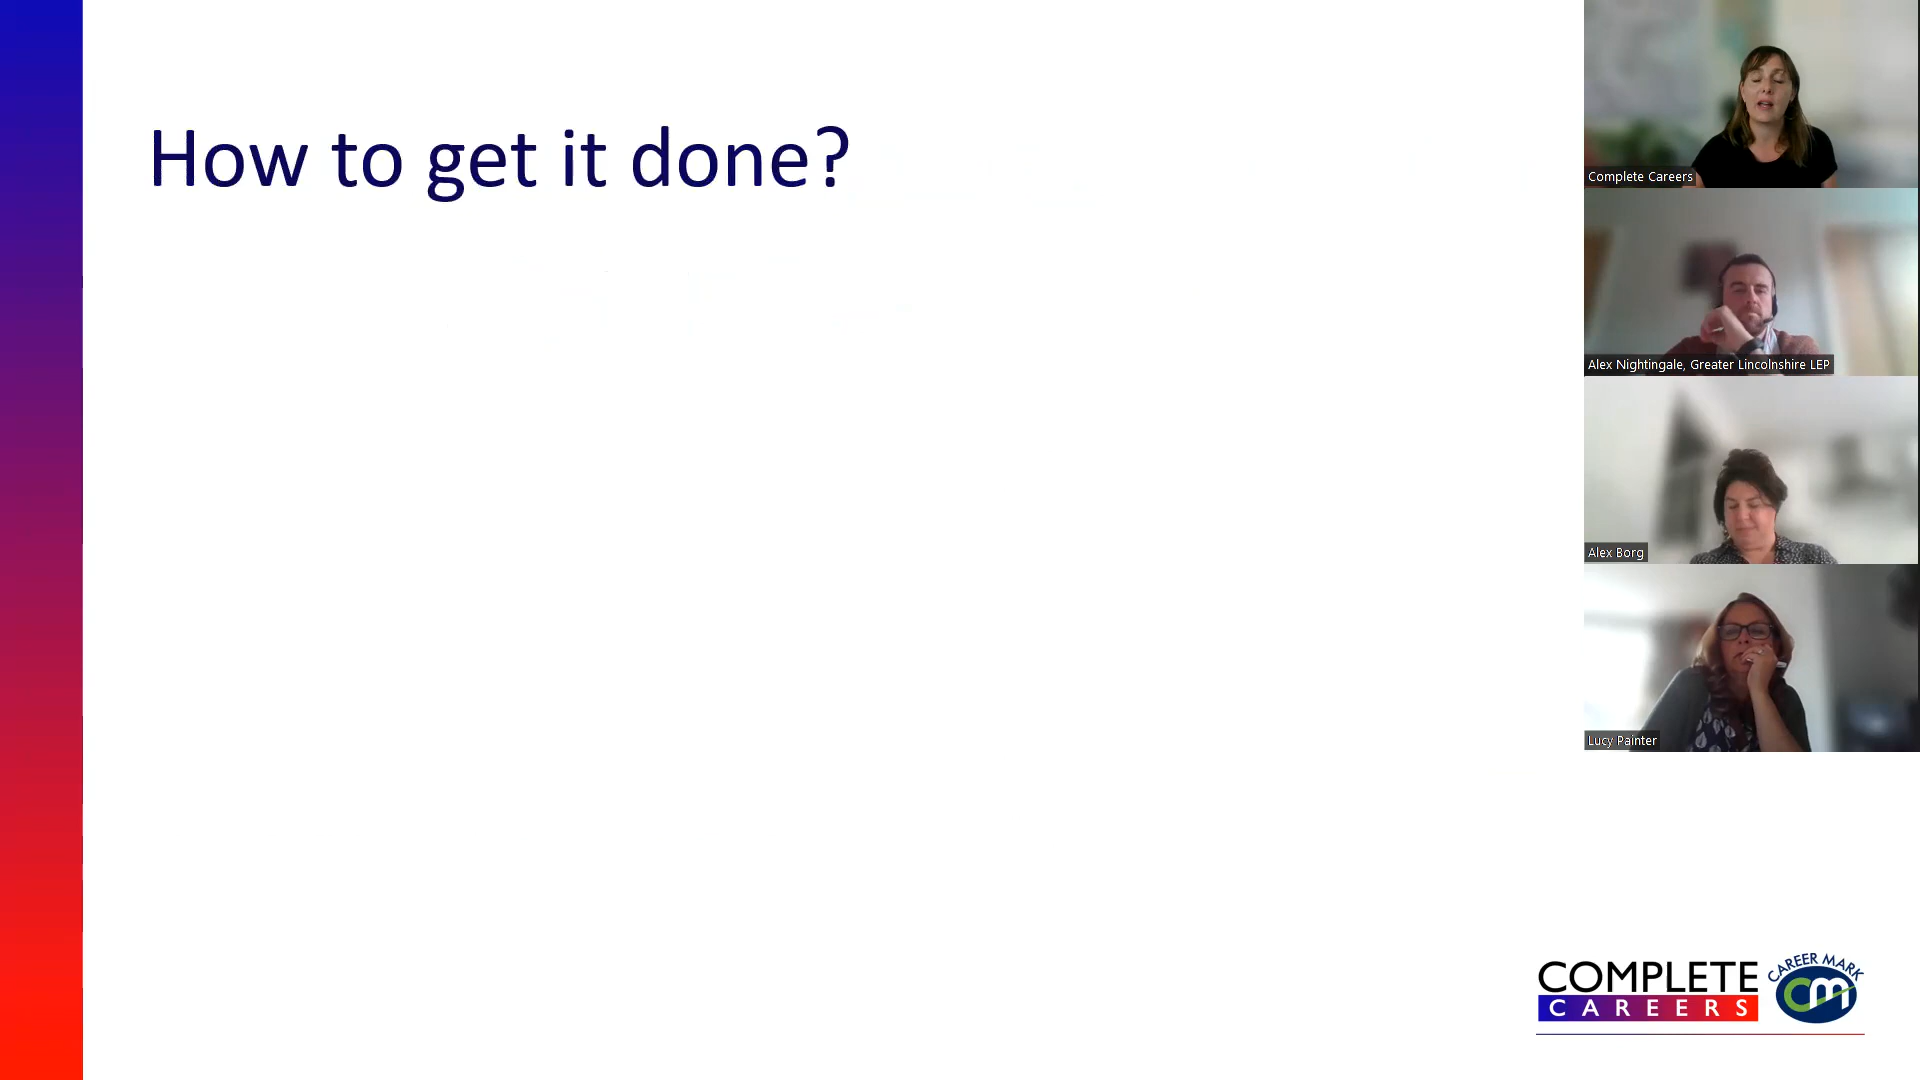 How to get it done?
Complete Careers
Alex Nightingale, Greater Lincolnshire LEP
Alex Borg
Lucy Painter
COMPLETE
CAREERS
CAREER MARK
cm